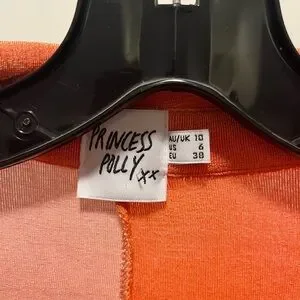 PRINCESS
POLLY xx
AU/UK 10
US 6
EU 38